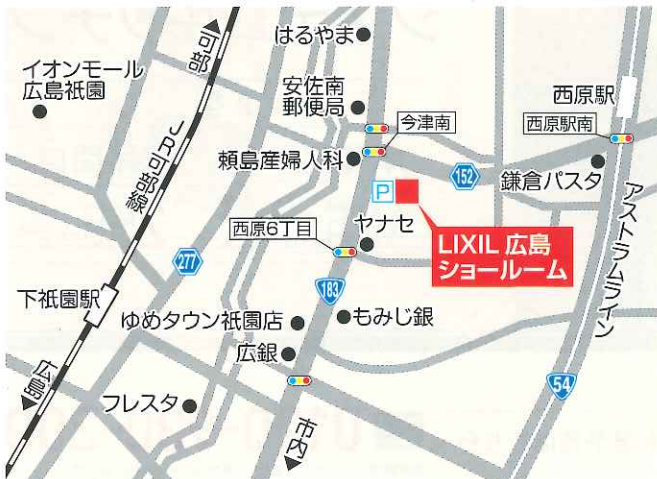 はるやま
可部
イオンモール
広島祇園
安佐南
郵便局
西原駅
今津南
西原駅南
JR可部線
頼島産婦人科
152
鎌倉パスタ
P
西原6丁目
ヤナセ
LIXIL 広島
ショールーム
アストラムライン
277
183
下祇園駅
ゆめタウン祇園店
もみじ銀
広銀
広島
フレスタ
54
市内